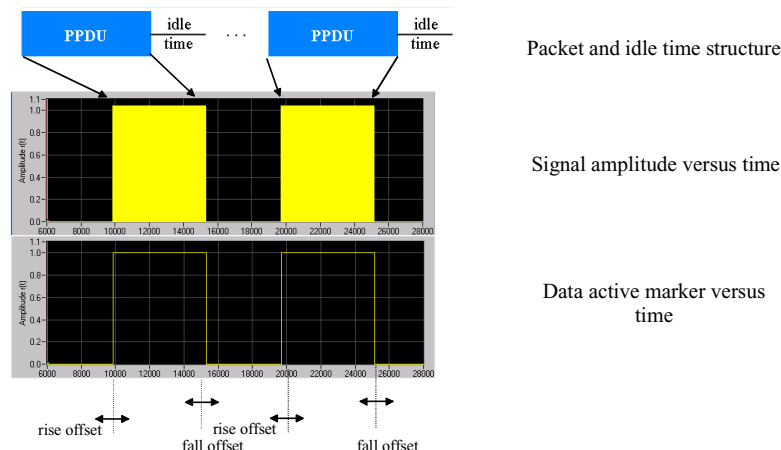 PPDU
idle
time
. . .
PPDU
idle
time
Packet and idle time structure
1.1
1.0
0.8
0.6
0.4
0.2
0.0
Amplitude r(t)
6000 8000 10000 12000 14000 16000 18000 20000 22000 24000 26000 28000
Signal amplitude versus time
1.1
1.0
0.8
0.6
0.4
0.2
0.0
Amplitude r(t)
6000 8000 10000 12000 14000 16000 18000 20000 22000 24000 26000 28000
Data active marker versus
time
rise offset
fall offset
rise offset
fall offset